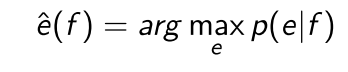 ê(f) = arg max_e p(e|f)